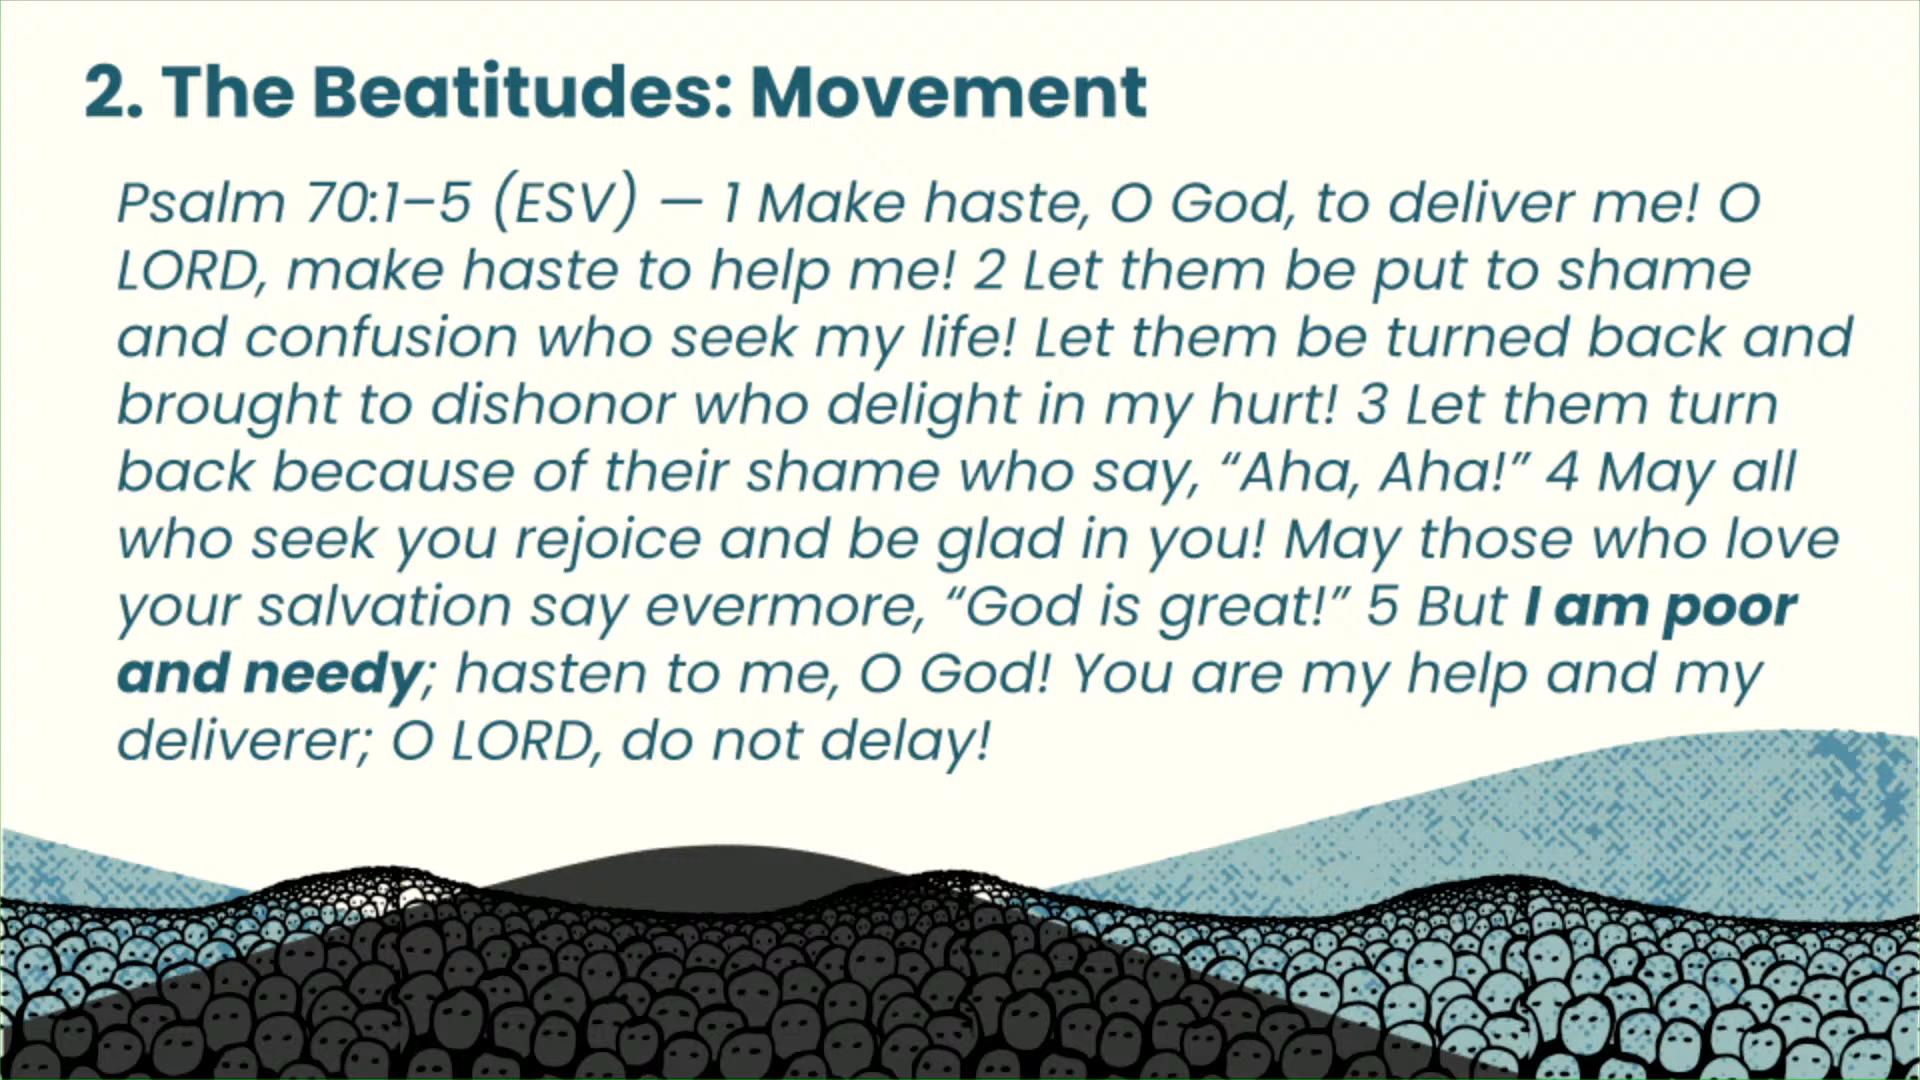 2. The Beatitudes: Movement
Psalm 70:1–5 (ESV) — 1 Make haste, O God, to deliver me! O
LORD, make haste to help me! 2 Let them be put to shame
and confusion who seek my life! Let them be turned back and
brought to dishonor who delight in my hurt! 3 Let them turn
back because of their shame who say, “Aha, Aha!” 4 May all
who seek you rejoice and be glad in you! May those who love
your salvation say evermore, “God is great!” 5 But I am poor
and needy; hasten to me, O God! You are my help and my
deliverer; O LORD, do not delay!